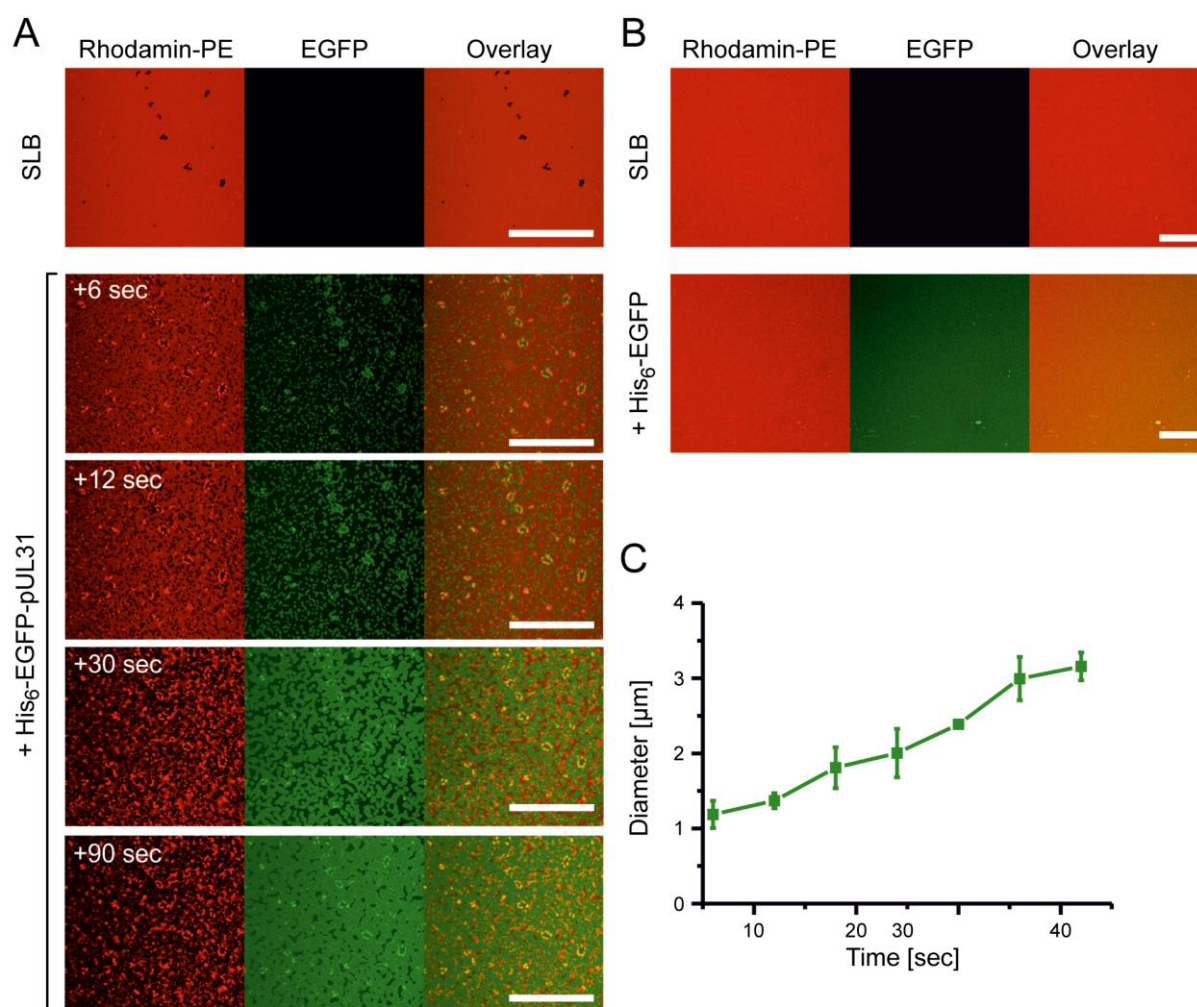 A
Rhodamin-PE EGFP Overlay
SLB
+ His6-EGFP-pUL31
+6 sec
+12 sec
+30 sec
+90 sec
B
Rhodamin-PE EGFP Overlay
SLB
+ His6-EGFP
C
Diameter [µm]
4
3
2
1
0
10 20 30 40
Time [sec]